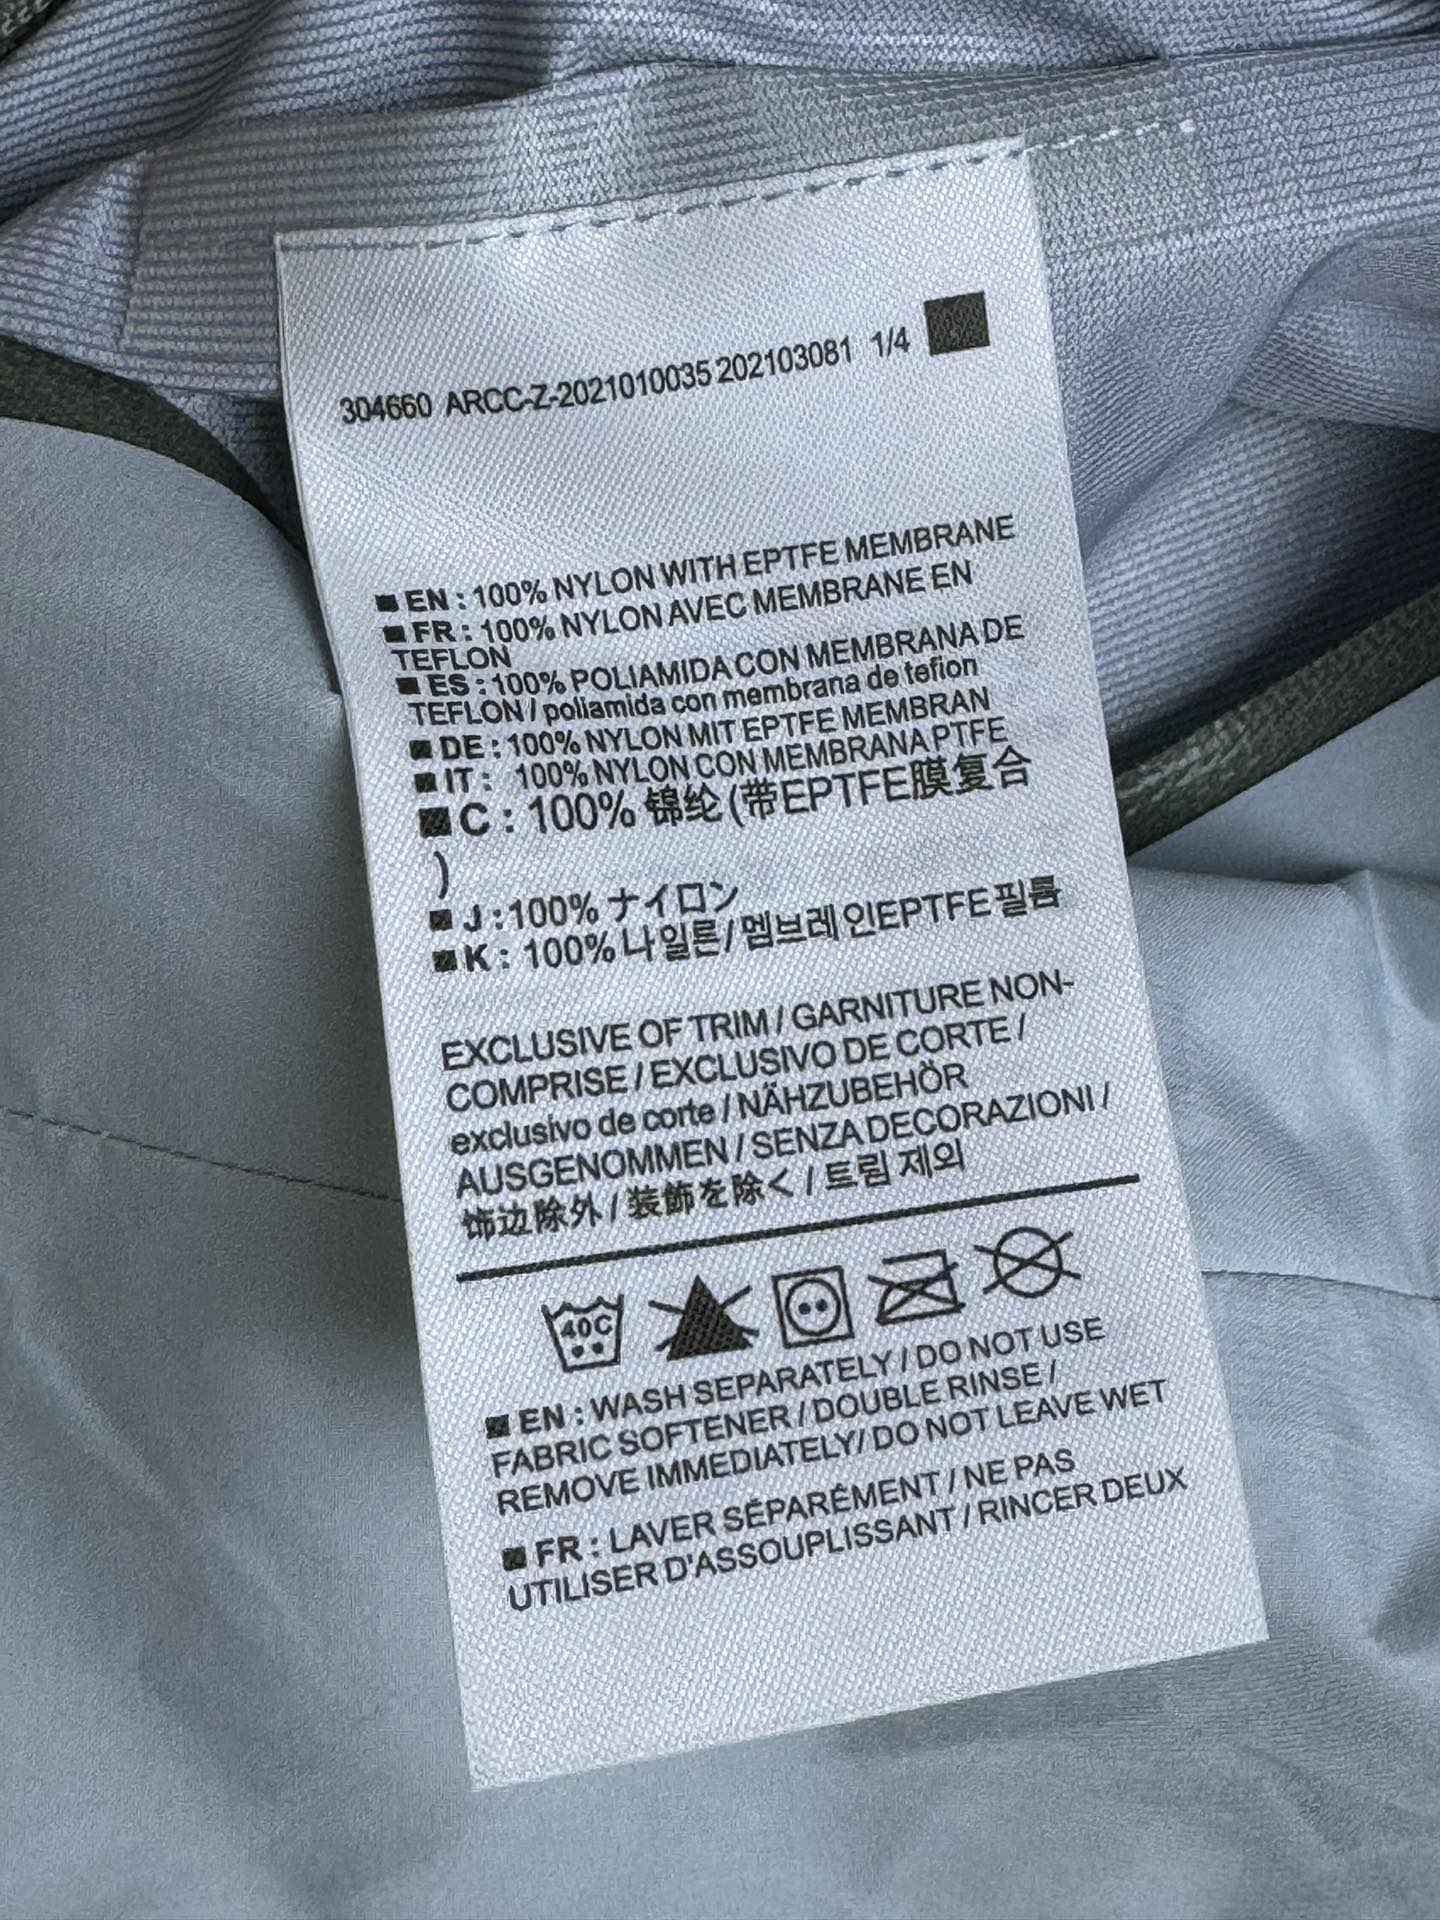 304660 ARCC-Z-2021010035 202103081 1/4
EN : 100% NYLON WITH EPTFE MEMBRANE
FR : 100% NYLON AVEC MEMBRANE EN
TEFLON
ES : 100% POLIAMIDA CON MEMBRANA DE
TEFLON / poliamida con membrana de tefion
DE : 100% NYLON MIT EPTFE MEMBRAN
IT : 100% NYLON CON MEMBRANA PTFE
C : 100% 锦纶 (带EPTFE膜复合
)
J : 100% ナイロン
K : 100% 나일론/ 멤브레인EPTFE필름
EXCLUSIVE OF TRIM / GARNITURE NON-
COMPRISE / EXCLUSIVO DE CORTE /
exclusivo de corte / NÄHZUBEHÖR
AUSGENOMMEN / SENZA DECORAZIONI /
饰边除外 / 装飾を除く / 트림 제외
40C
EN : WASH SEPARATELY / DO NOT USE
FABRIC SOFTENER / DOUBLE RINSE /
REMOVE IMMEDIATELY/ DO NOT LEAVE WET
FR : LAVER SÉPARÉMENT / NE PAS
UTILISER D'ASSOUPLISSANT / RINCER DEUX